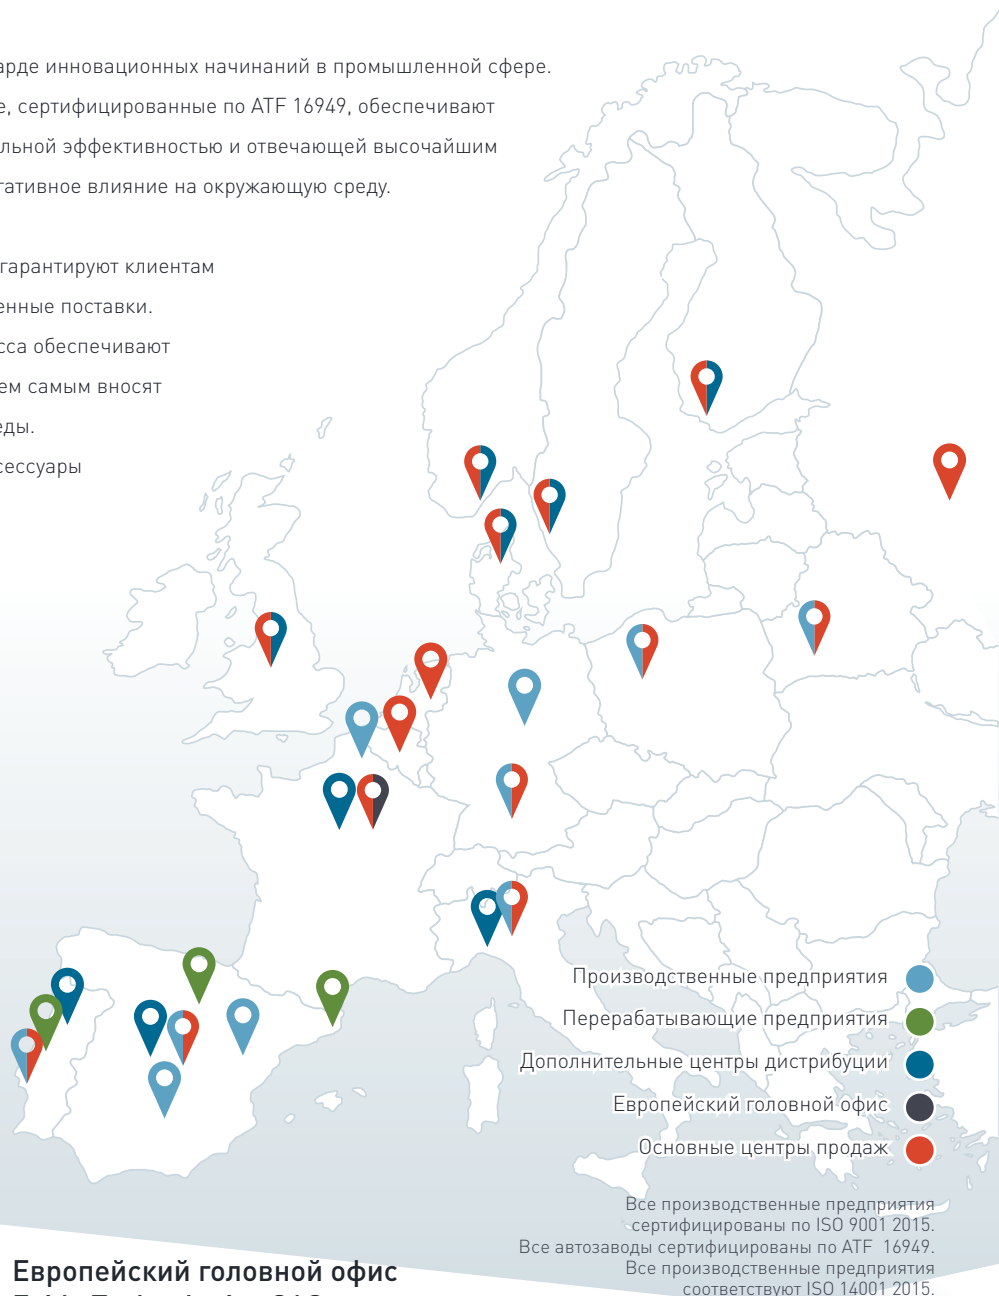 арде инновационных начинаний в промышленной сфере.
е, сертифицированные по ATF 16949, обеспечивают
льной эффективностью и отвечающей высочайшим
гативное влияние на окружающую среду.
гарантируют клиентам
енные поставки.
сса обеспечивают
ем самым вносят
еды.
сессуары
Производственные предприятия
Перерабатывающие предприятия
Дополнительные центры дистрибуции
Европейский головной офис
Основные центры продаж
Все производственные предприятия
сертифицированы по ISO 9001 2015.
Все автозаводы сертифицированы по ATF 16949.
Все производственные предприятия
соответствуют ISO 14001 2015.
Европейский головной офис